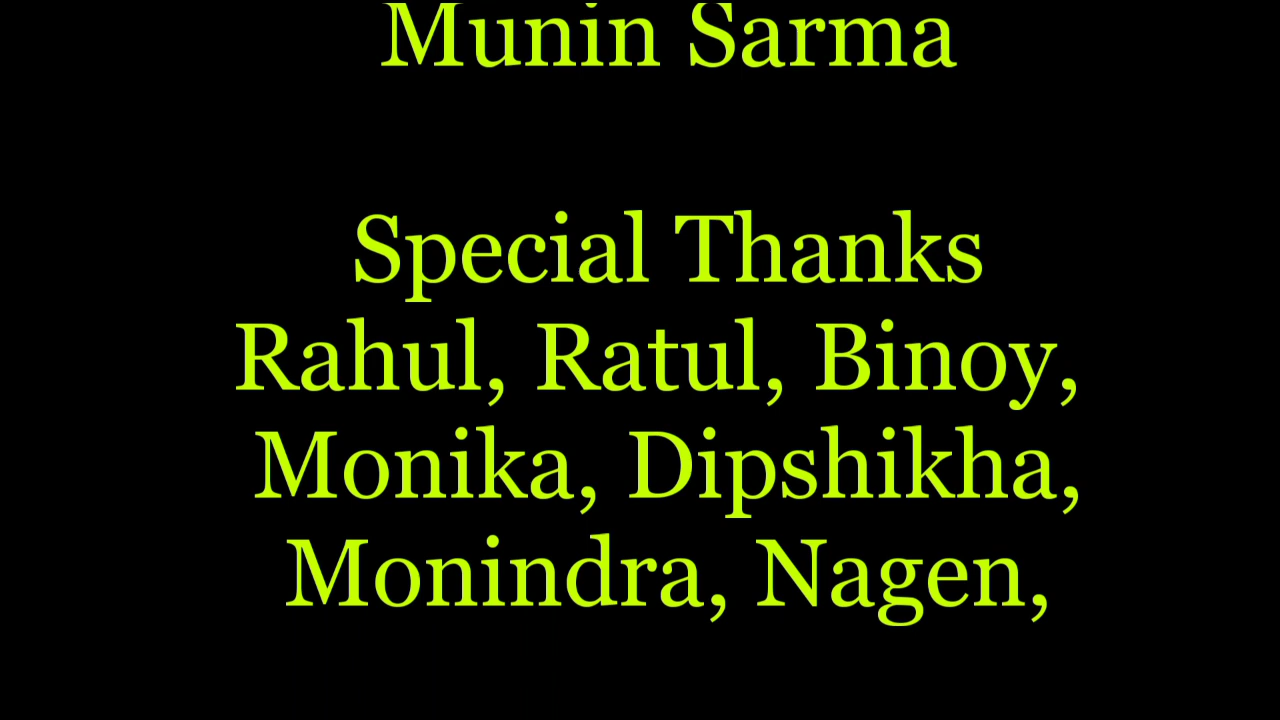 Munin Sarma
Special Thanks
Rahul, Ratul, Binoy,
Monika, Dipshikha,
Monindra, Nagen,